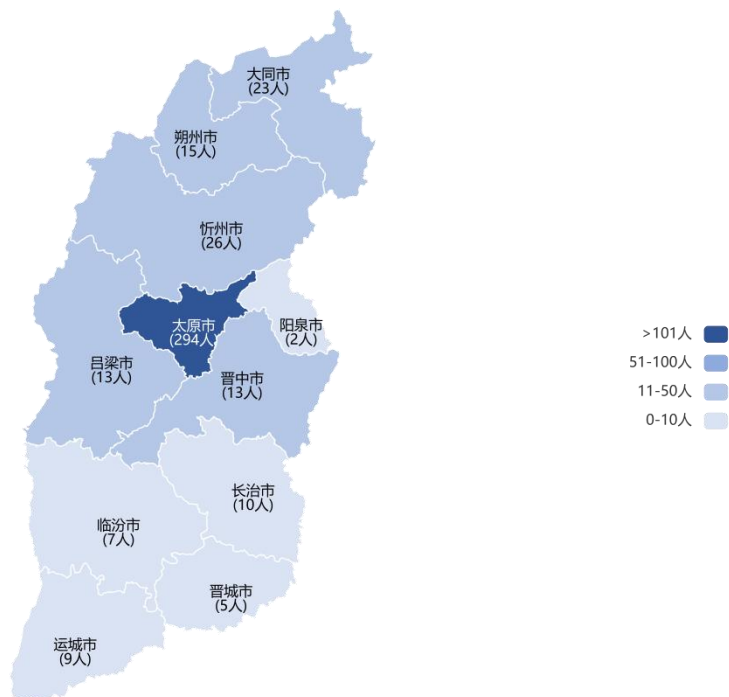 大同市
(23人)
朔州市
(15人)
忻州市
(26人)
太原市
(294人)
阳泉市
(2人)
吕梁市
(13人)
晋中市
(13人)
长治市
(10人)
临汾市
(7人)
晋城市
(5人)
运城市
(9人)
>101人
51-100人
11-50人
0-10人